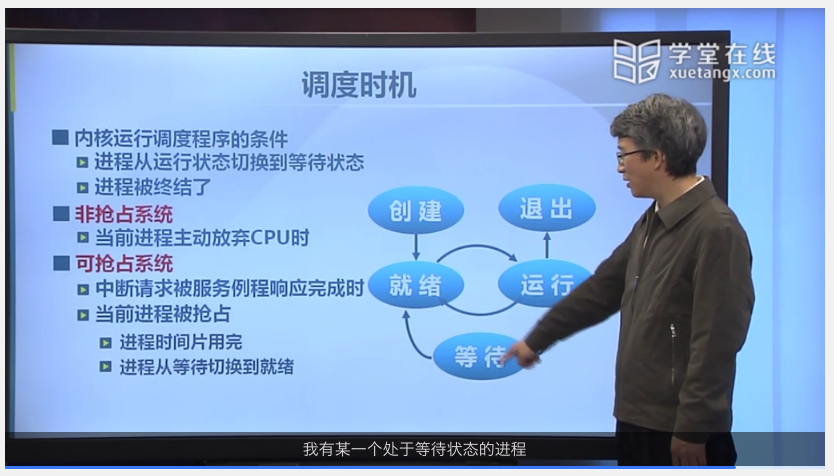 学堂在线
xuetangx.com
调度时机
内核运行调度程序的条件
进程从运行状态切换到等待状态
进程被终结了
非抢占系统
当前进程主动放弃CPU时
可抢占系统
中断请求被服务例程响应完成时
当前进程被抢占
进程时间片用完
进程从等待切换到就绪
创建
退出
就绪
运行
等待
我有某一个处于等待状态的进程